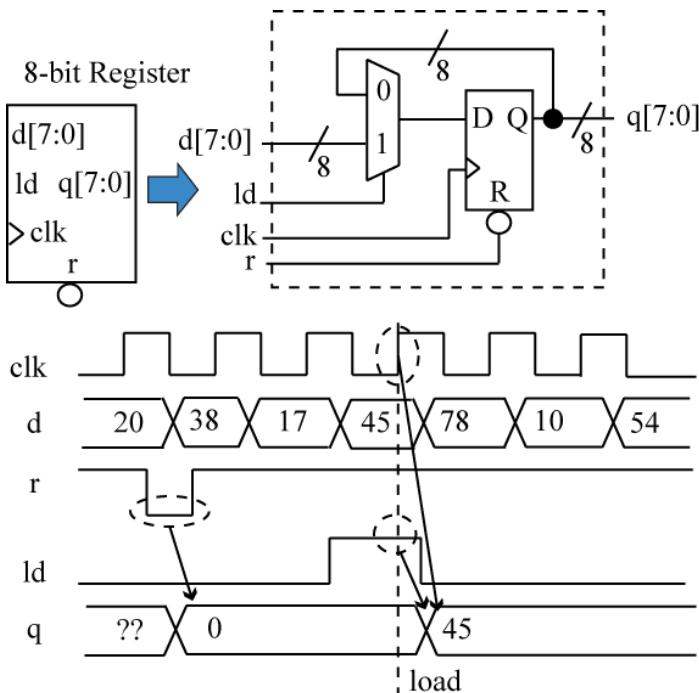 8-bit Register
d[7:0]
ld q[7:0]
clk
r
8
0
d[7:0]
8
1
D Q
8
q[7:0]
ld
R
clk
r
clk
d 20 38 17 45 78 10 54
r
ld
q ?? 0 45
load